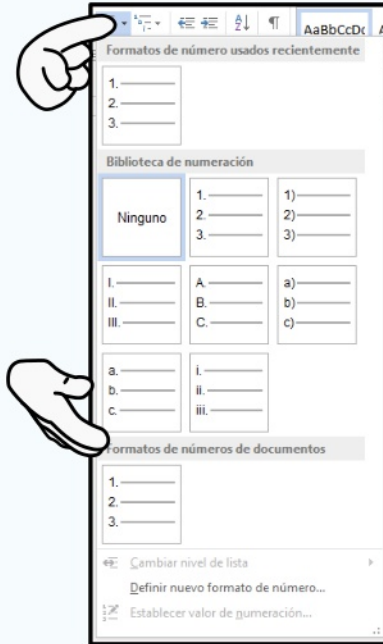 AaBbCcDc
Formatos de número usados recientemente
1.
2.
3.
Biblioteca de numeración
Ninguno
1.
2.
3.
1)
2)
3)
I.
II.
III.
A.
B.
C.
a)
b)
c)
a.
b.
c.
i.
ii.
iii.
Formatos de números de documentos
1.
2.
3.
Cambiar nivel de lista
Definir nuevo formato de número...
Establecer valor de numeración...